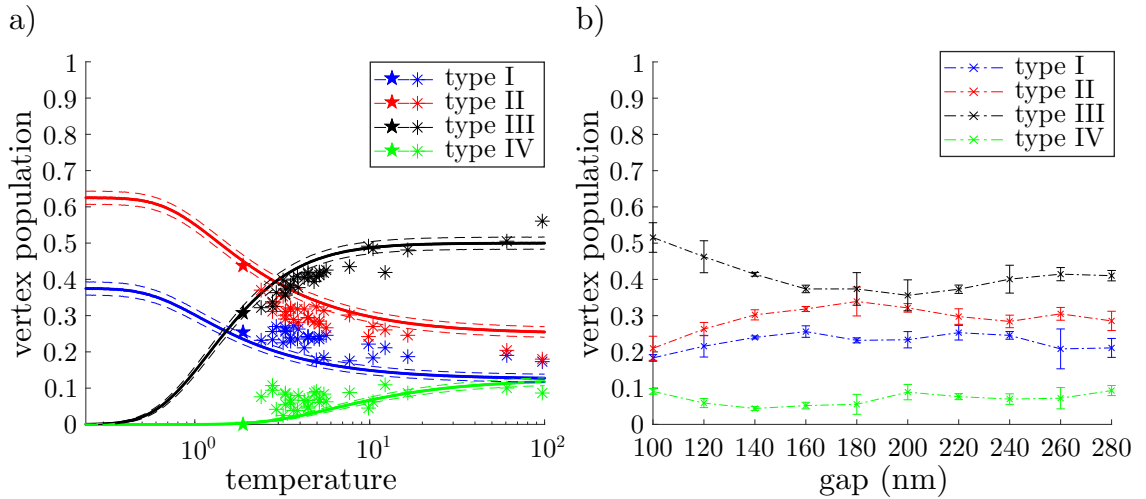 a)
vertex population
1
0.9
0.8
0.7
0.6
0.5
0.4
0.3
0.2
0.1
0
type I
type II
type III
type IV
10^0
10^1
10^2
temperature
b)
vertex population
1
0.9
0.8
0.7
0.6
0.5
0.4
0.3
0.2
0.1
0
type I
type II
type III
type IV
100 120 140 160 180 200 220 240 260 280
gap (nm)